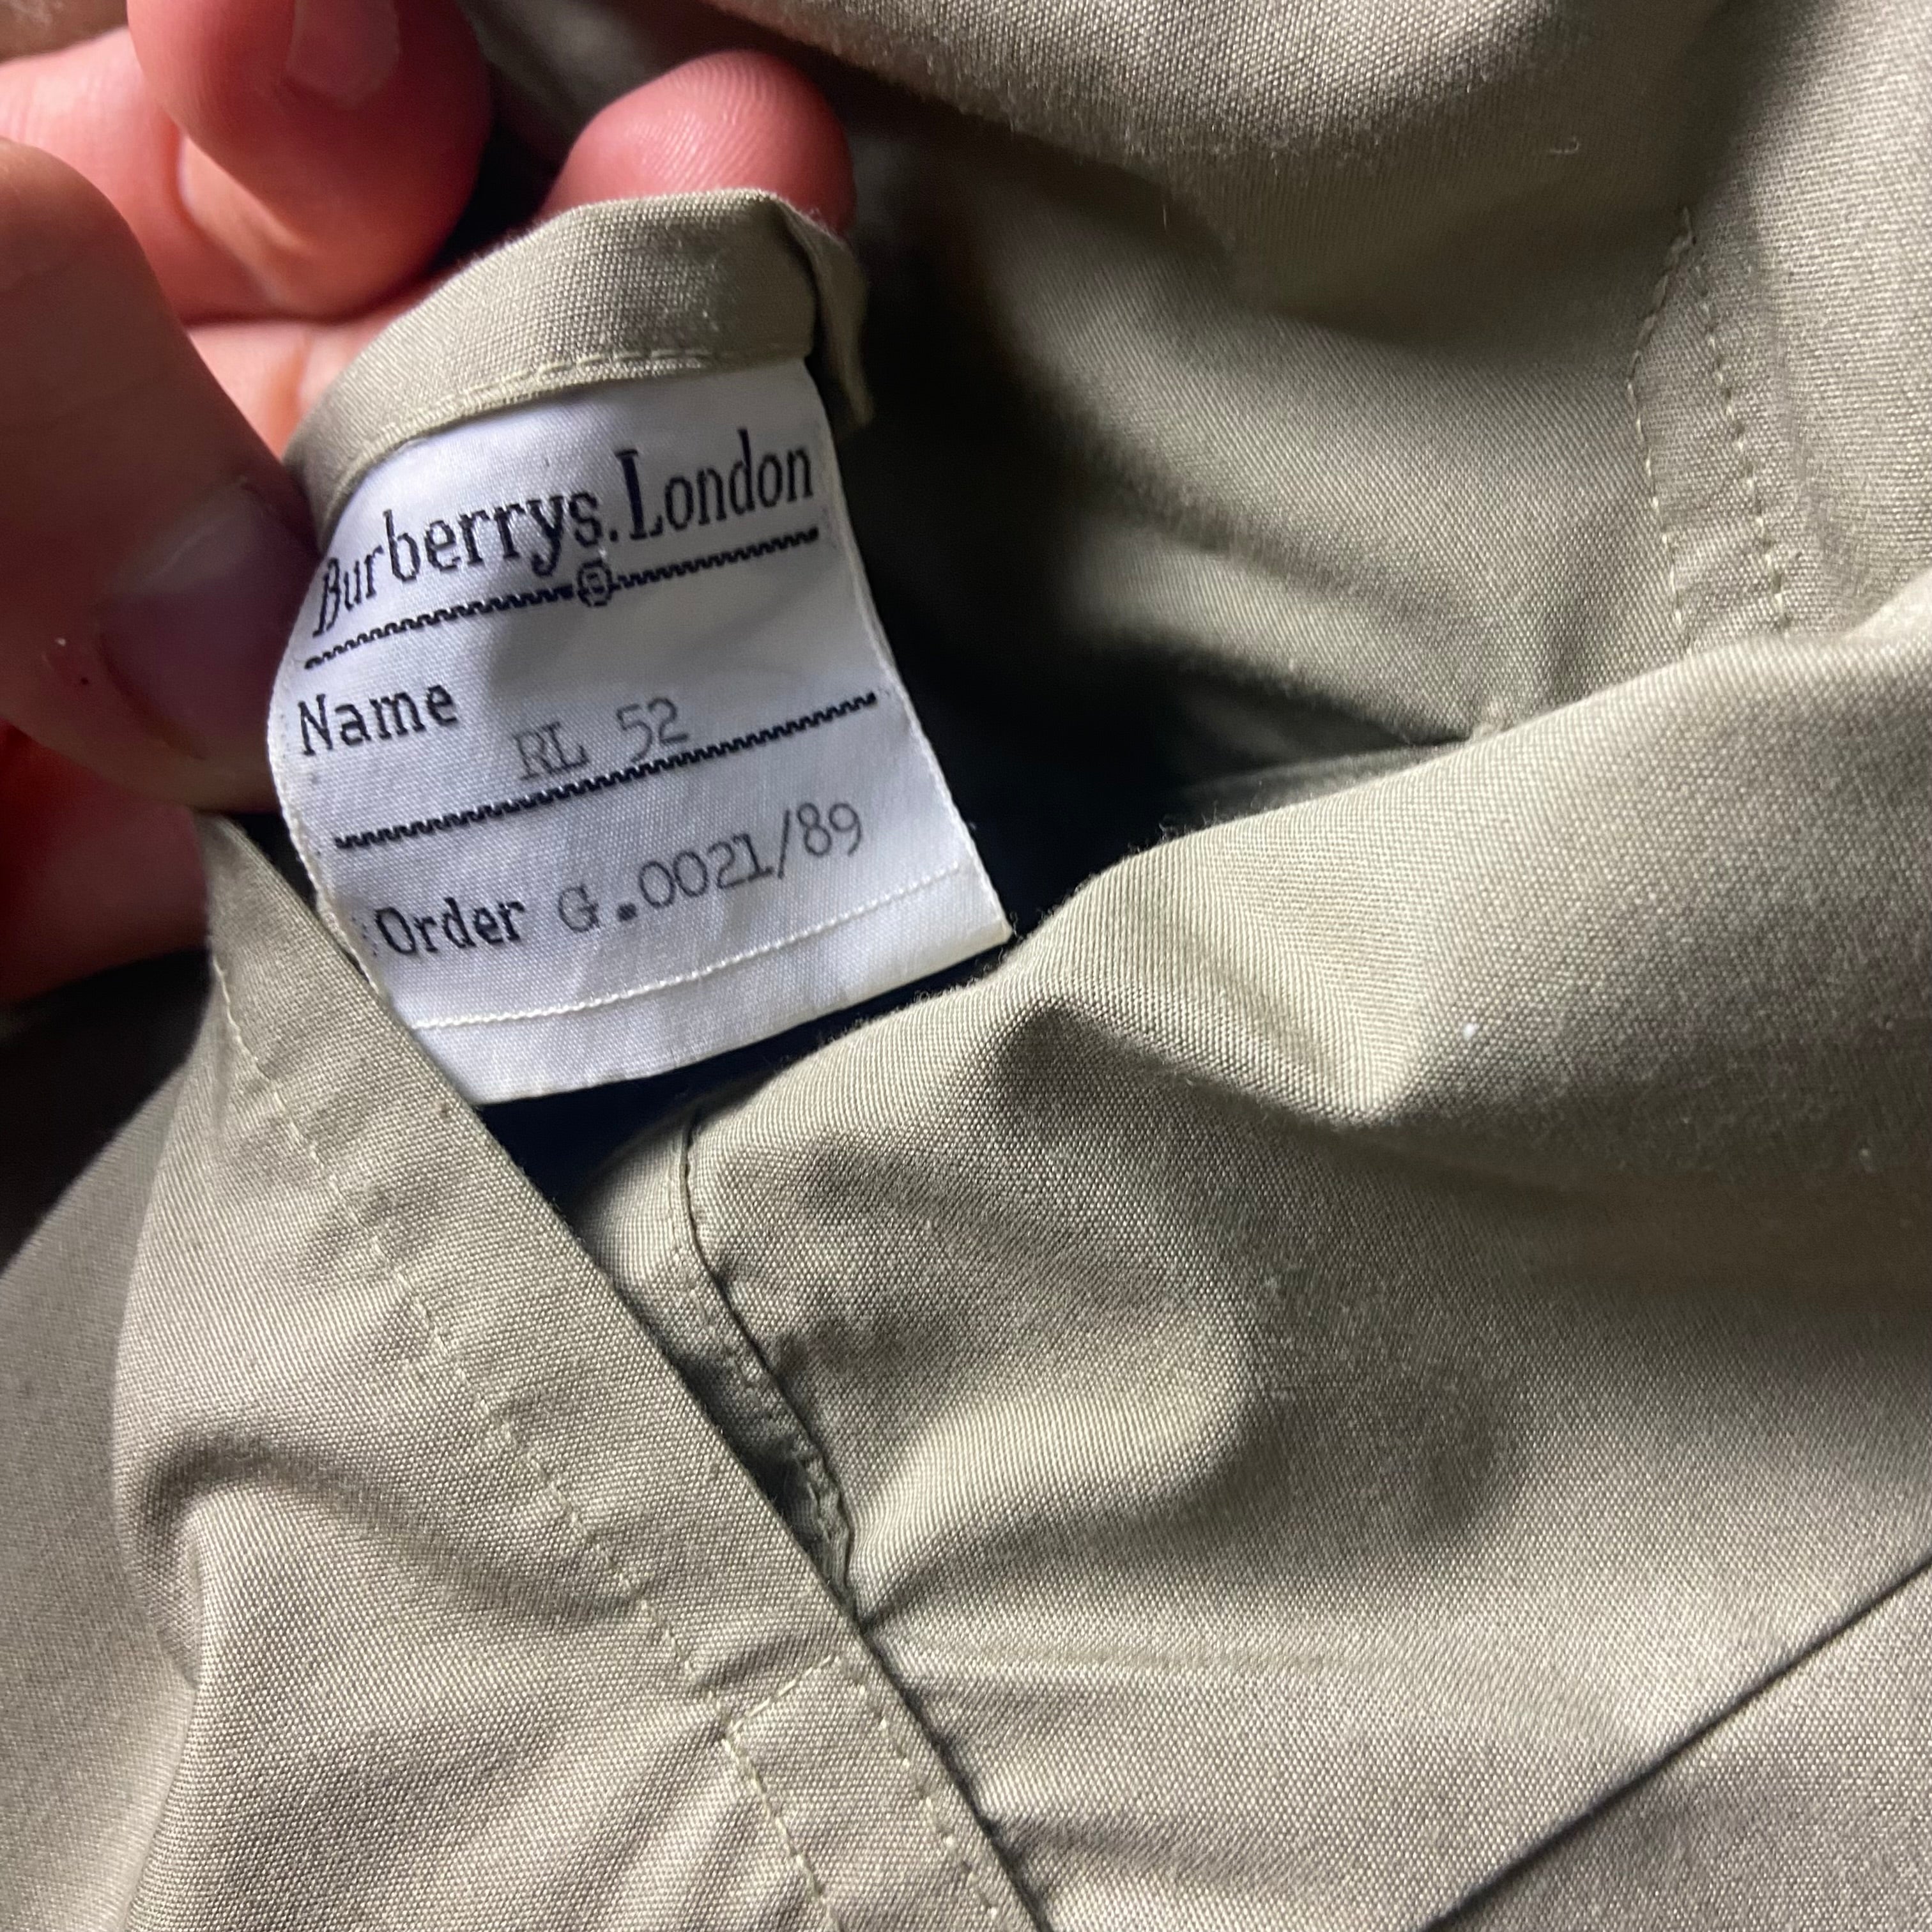 Burberrys.London
B
Name RL 52
Order G.0021/89